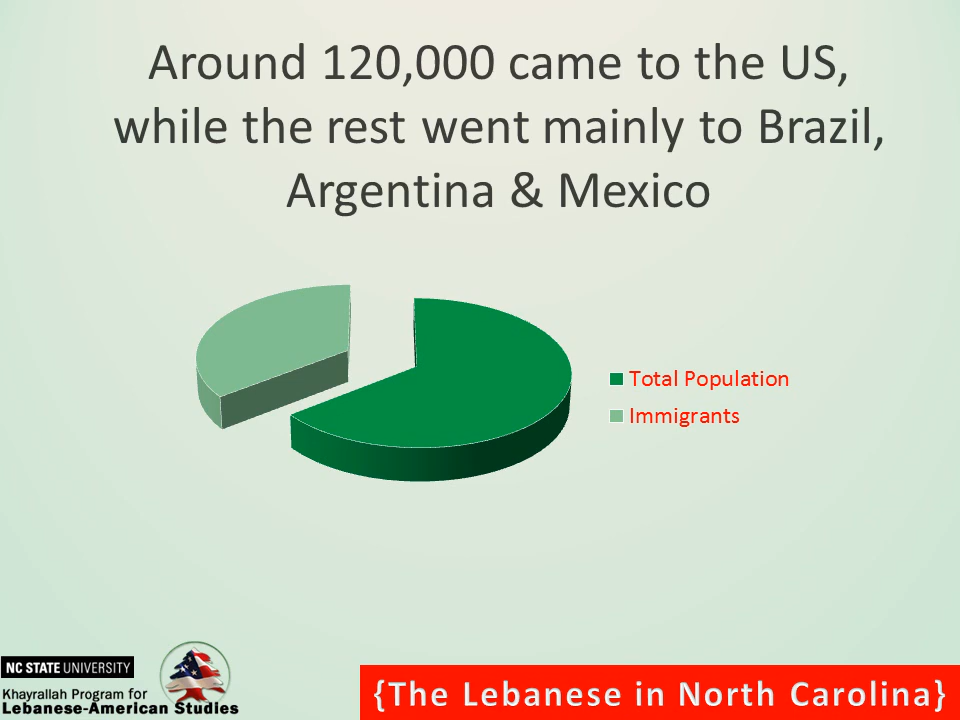 Around 120,000 came to the US,
while the rest went mainly to Brazil,
Argentina & Mexico
Total Population
Immigrants
NC STATE UNIVERSITY
Khayrallah Program for
Lebanese-American Studies
{The Lebanese in North Carolina}